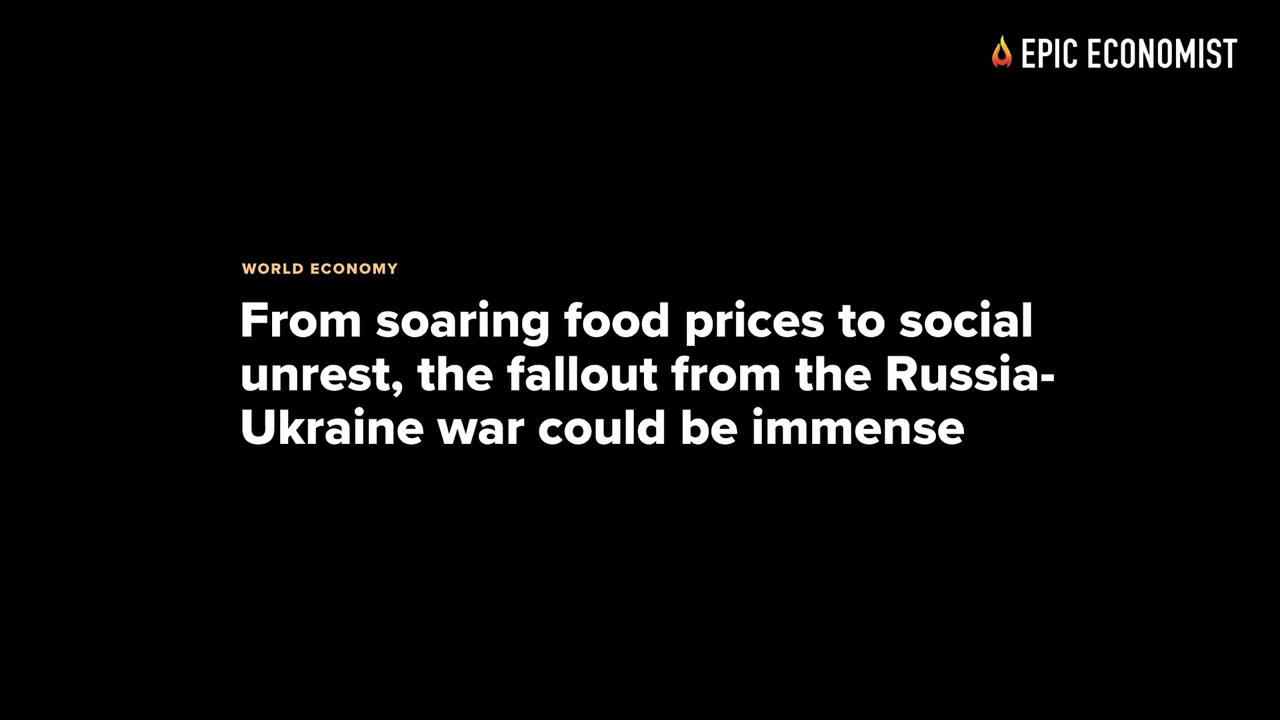 EPIC ECONOMIST
WORLD ECONOMY
From soaring food prices to social
unrest, the fallout from the Russia-
Ukraine war could be immense